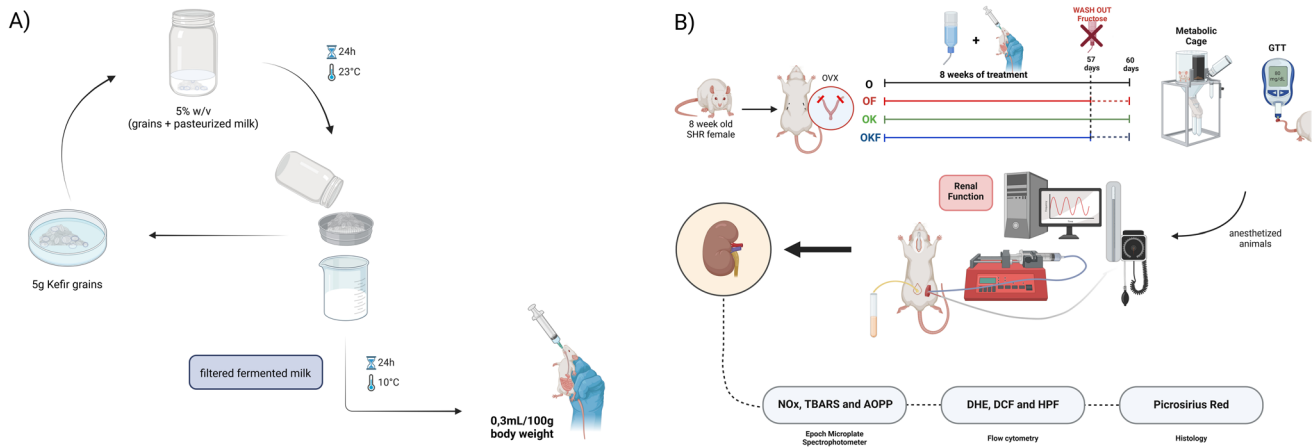 A)
24h
23°C
5% w/v
(grains + pasteurized milk)
5g Kefir grains
filtered fermented milk
24h
10°C
0,3mL/100g
body weight
B)
WASH OUT
Fructose
+
57
days
60
days
8 weeks of treatment
Metabolic
Cage
GTT
80
mg/dL
OVX
8 week old
SHR female
O
OF
OK
OKF
Renal
Function
anesthetized
animals
NOx, TBARS and AOPP
DHE, DCF and HPF
Picrosirius Red
Epoch Microplate
Spectrophotometer
Flow cytometry
Histology